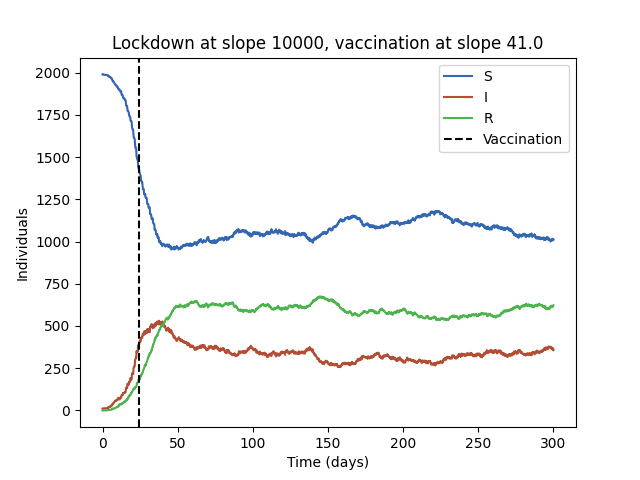 Lockdown at slope 10000, vaccination at slope 41.0
2000
1750
1500
1250
1000
750
500
250
0
Individuals
S
I
R
Vaccination
0 50 100 150 200 250 300
Time (days)